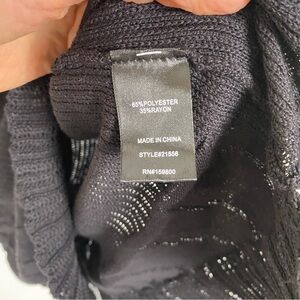 65%POLYESTER
35%RAYON
MADE IN CHINA
STYLE#21556
RN#159800